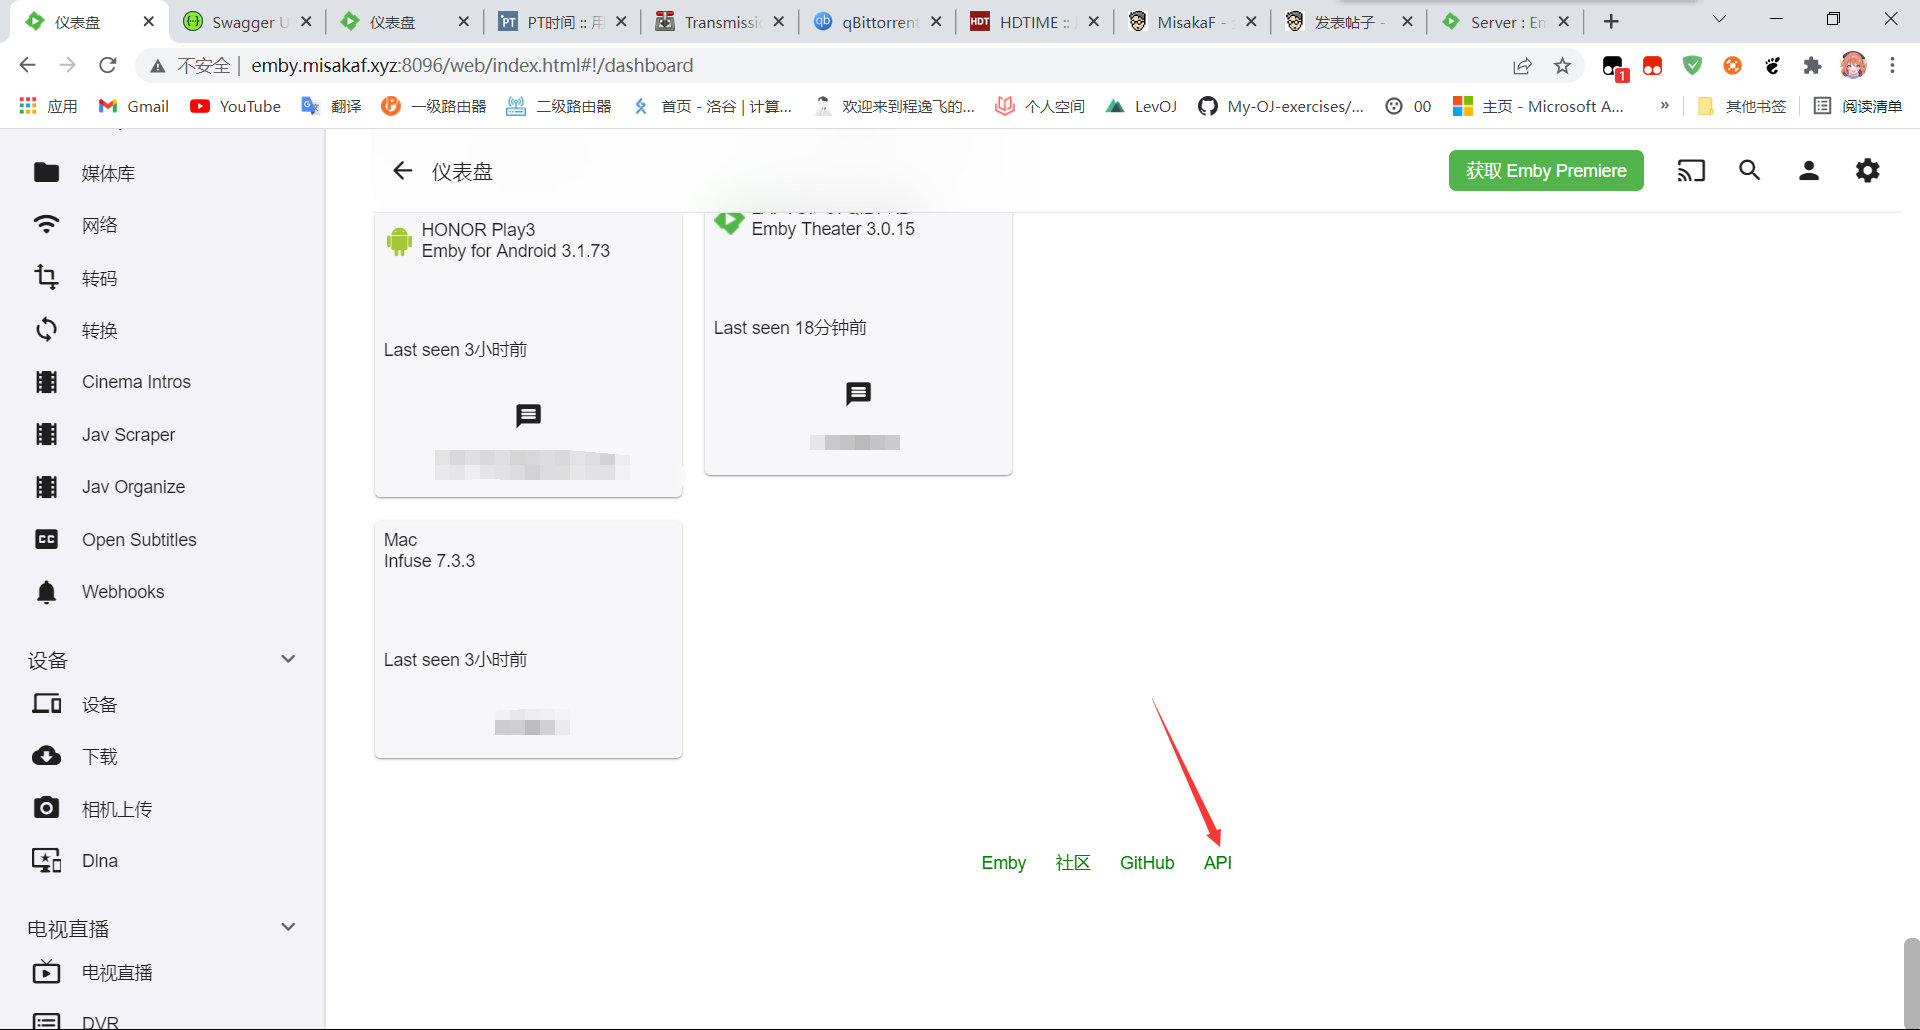 仪表盘
Swagger U
仪表盘
PT时间 :: 用
Transmissi
qBittorrent
HDTIME ::
MisakaF -
发表帖子 -
Server : Em
不安全 | emby.misakaf.xyz:8096/web/index.html#!/dashboard
1
应用
Gmail
YouTube
翻译
一级路由器
二级路由器
首页 - 洛谷 | 计算...
欢迎来到程逸飞的...
个人空间
LevOJ
My-OJ-exercises/...
00
主页 - Microsoft A...
»
其他书签
阅读清单
媒体库
网络
转码
转换
Cinema Intros
Jav Scraper
Jav Organize
Open Subtitles
Webhooks
设备
设备
下载
相机上传
Dlna
电视直播
电视直播
DVR
仪表盘
获取 Emby Premiere
HONOR Play3
Emby for Android 3.1.73
Last seen 3小时前
Emby Theater 3.0.15
Last seen 18分钟前
Mac
Infuse 7.3.3
Last seen 3小时前
Emby
社区
GitHub
API